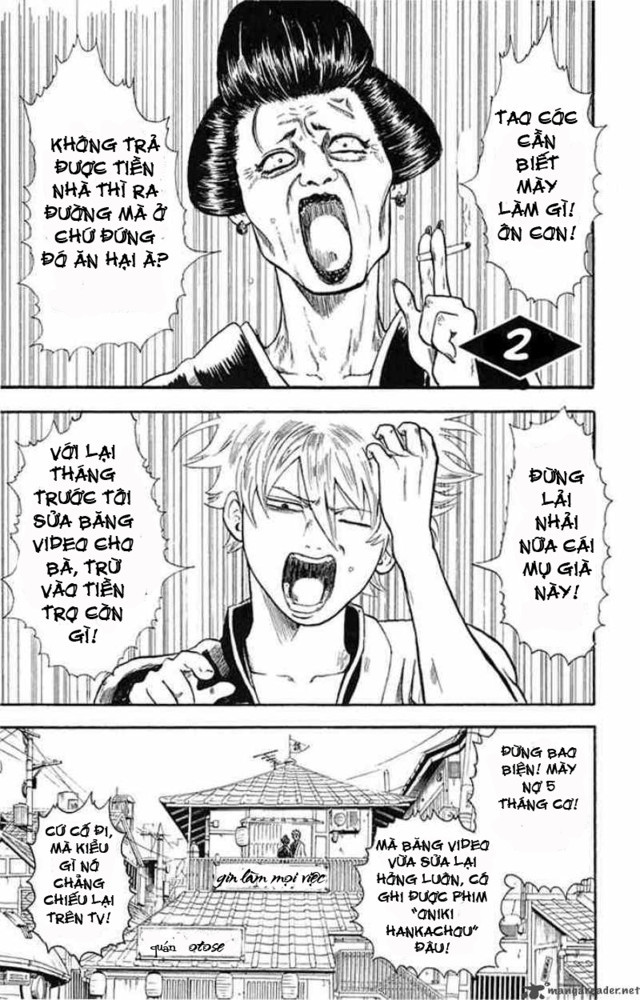 TAO CÓC
CẦN
BIẾT
MÀY
LÀM GÌ!
ÔN CON!
KHÔNG TRẢ
ĐƯỢC TIỀN
NHÀ THÌ RA
ĐƯỜNG MÀ Ở
CHỨ ĐỨNG
ĐÓ ĂN HẠI À?
2
ĐỪNG
LẢI
NHẢI
NỮA CÁI
MỤ GIÀ
NÀY!
VỚI LẠI
THÁNG
TRƯỚC TÔI
SỬA BĂNG
VIDEO CHO
BÀ, TRỪ
VÀO TIỀN
TRỌ CÒN
GÌ!
ĐỪNG BAO
BIỆN! MÀY
NỢ 5
THÁNG CƠ!
MÀ BĂNG VIDEO
VỪA SỬA LẠI
HỎNG LUÔN, CÓ
GHI ĐƯỢC PHIM
"ONIKI
HANKACHOU"
ĐÂU!
CỨ CỐ ĐI,
MÀ KIỂU
GÌ NÓ
CHẲNG
CHIẾU LẠI
TRÊN TV!
gin làm mọi việc
quán otose
mangareader.net